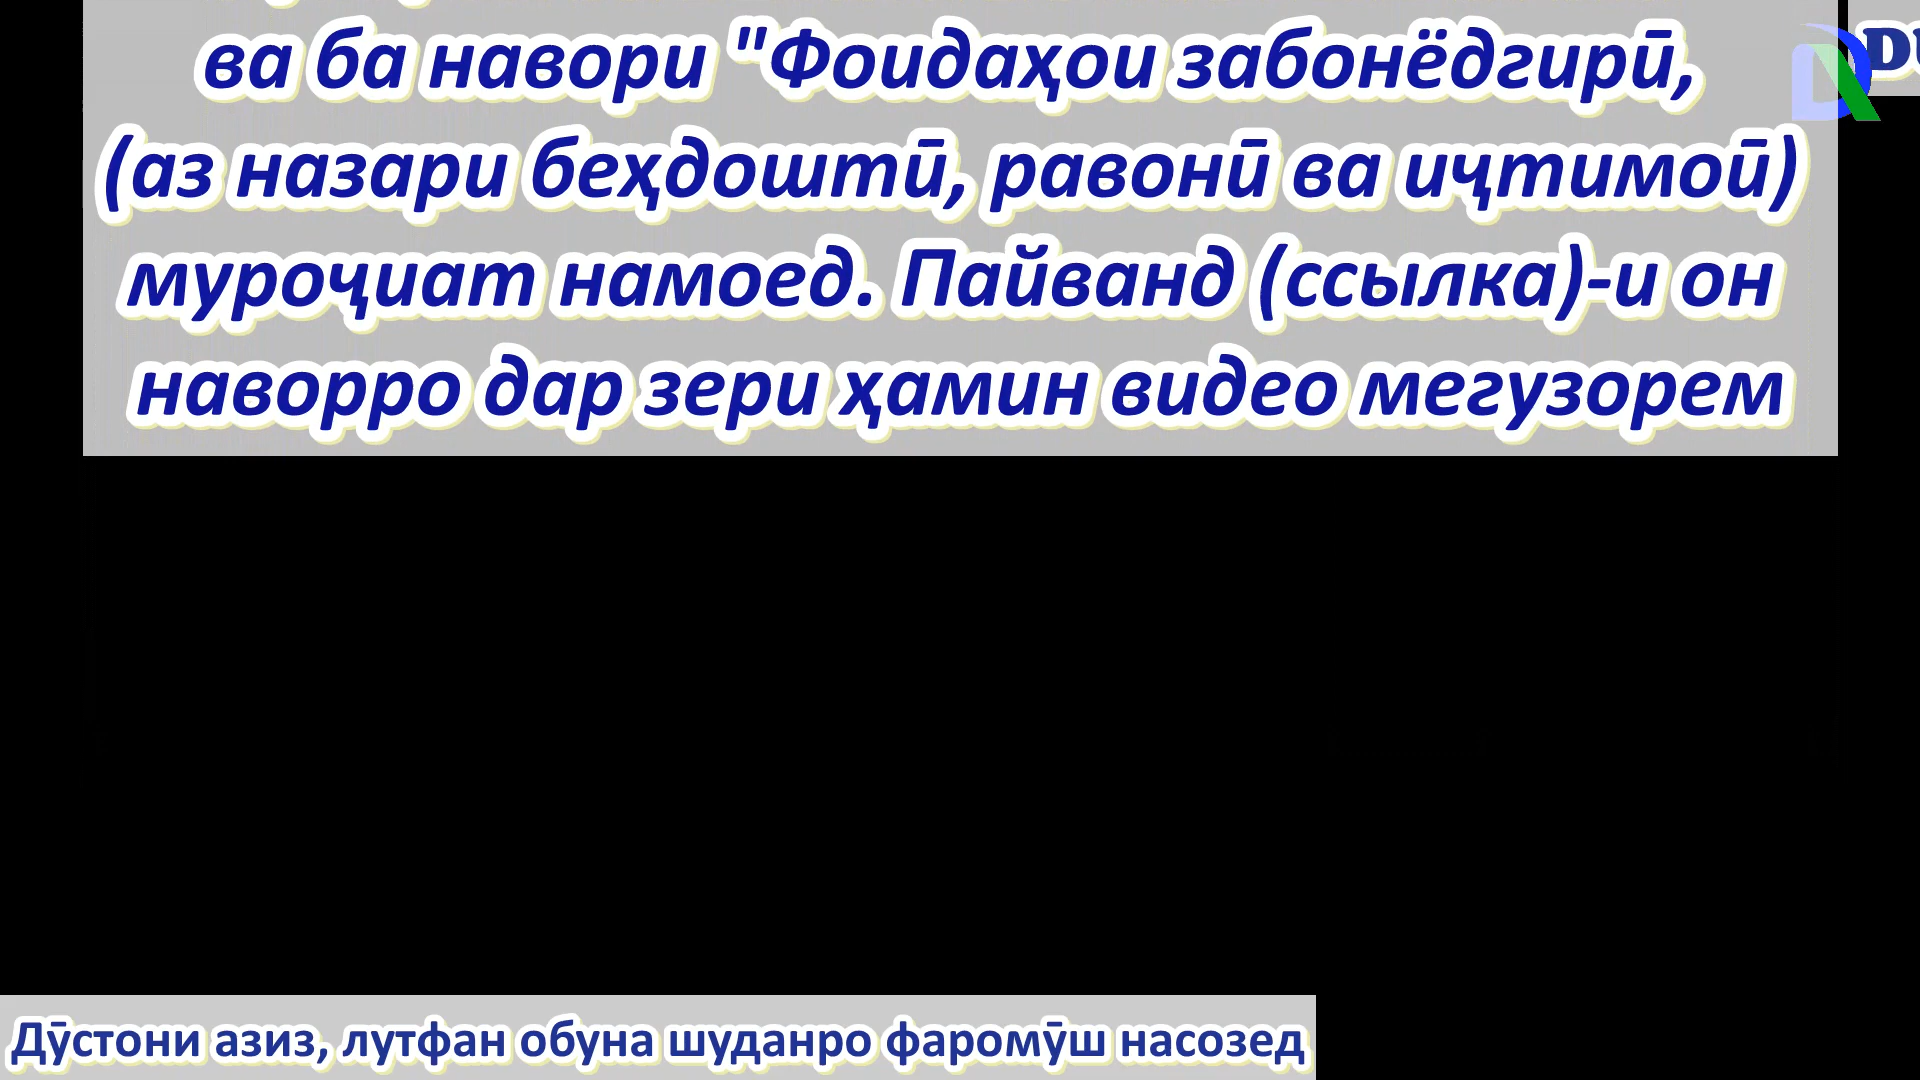 ва ба навори "Фоидаҳои забонёдгирӣ,
(аз назари беҳдоштӣ, равонӣ ва иҷтимоӣ)
муроҷиат намоед. Пайванд (ссылка)-и он
наворро дар зери ҳамин видео мегузорем
Дӯстони азиз, лутфан обуна шуданро фаромӯш насозед